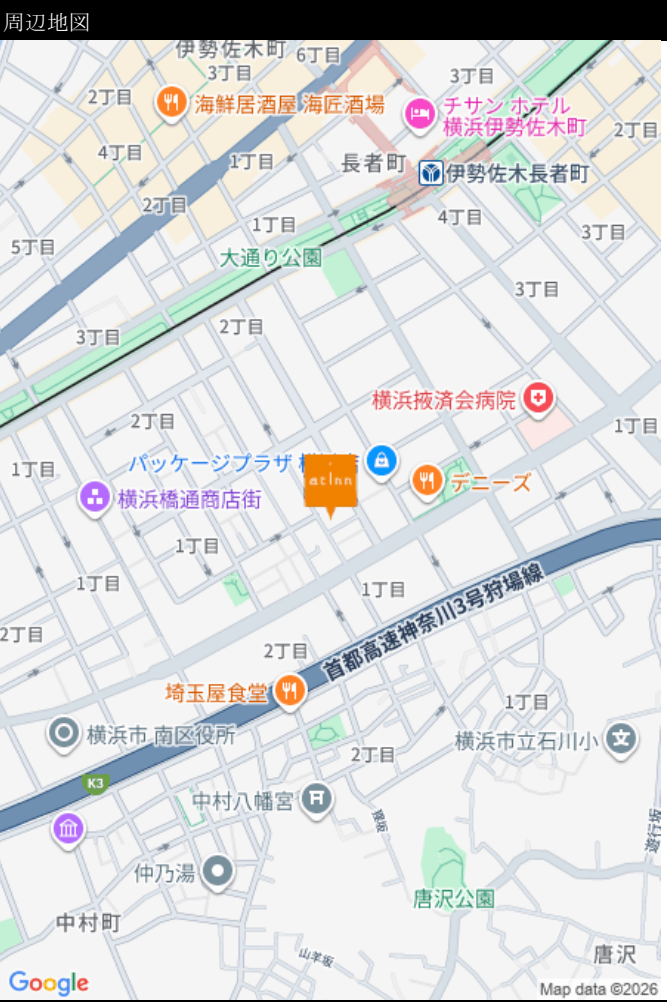 周辺地図
伊勢佐木町
6丁目
3丁目
3丁目
2丁目
海鮮居酒屋 海匠酒場
チサン ホテル
横浜伊勢佐木町
2丁目
4丁目
1丁目
長者町
伊勢佐木長者町
2丁目
4丁目
1丁目
3丁目
5丁目
大通り公園
3丁目
2丁目
3丁目
横浜掖済会病院
2丁目
1丁目
パッケージプラザ 横
店
1丁目
atinn
デニーズ
横浜橋通商店街
1丁目
1丁目
1丁目
首都高速神奈川3号狩場線
2丁目
2丁目
埼玉屋食堂
1丁目
横浜市 南区役所
横浜市立石川小
2丁目
K3
中村八幡宮
遊行坂
仲乃湯
唐沢公園
中村町
山羊坂
唐沢
Google
Map data ©2026